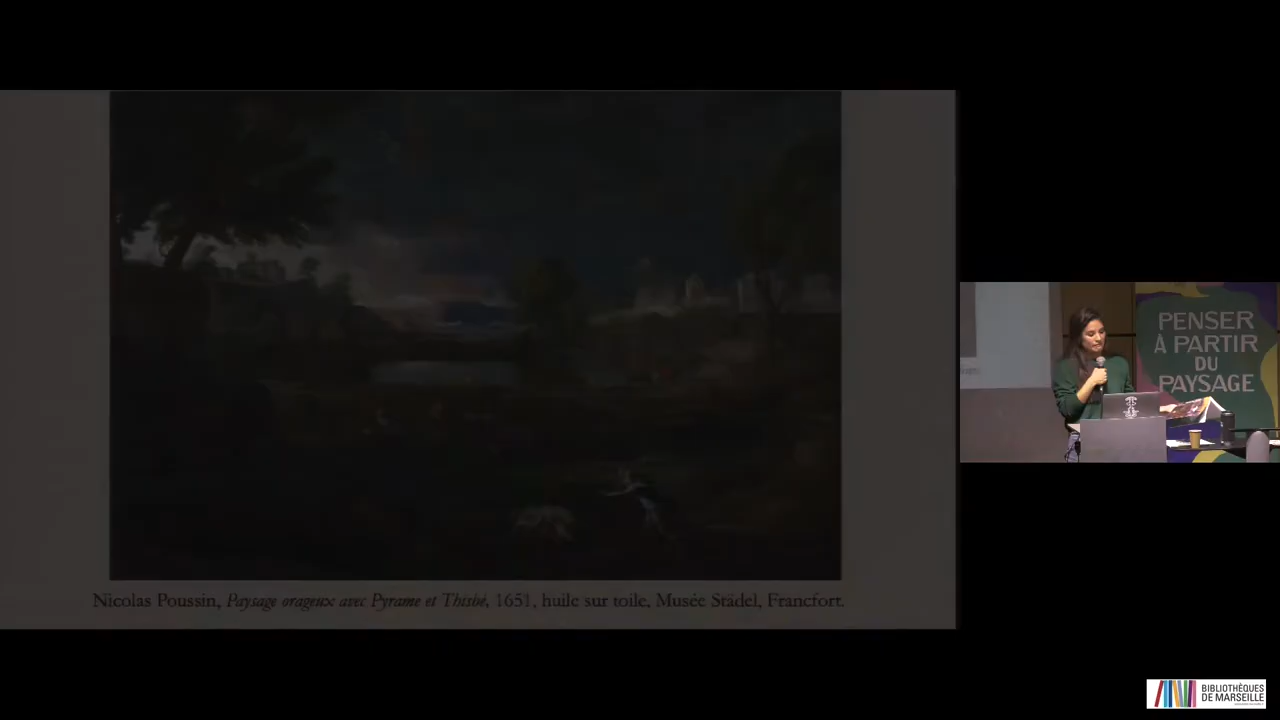 Nicolas Poussin, Paysage orageux avec Pyrame et Thisbé, 1651, huile sur toile, Musée Städel, Francfort.
PENSER
À PARTIR
DU
PAYSAGE
BIBLIOTHÈQUES
DE MARSEILLE